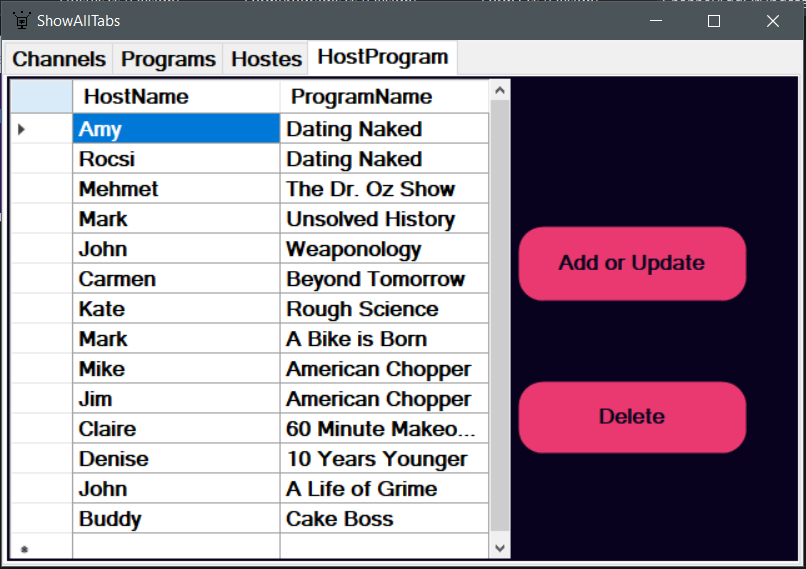 ShowAllTabs
Channels Programs Hostes HostProgram
HostName ProgramName
Amy Dating Naked
Rocsi Dating Naked
Mehmet The Dr. Oz Show
Mark Unsolved History
John Weaponology
Carmen Beyond Tomorrow
Kate Rough Science
Mark A Bike is Born
Mike American Chopper
Jim American Chopper
Claire 60 Minute Makeo...
Denise 10 Years Younger
John A Life of Grime
Buddy Cake Boss
Add or Update
Delete